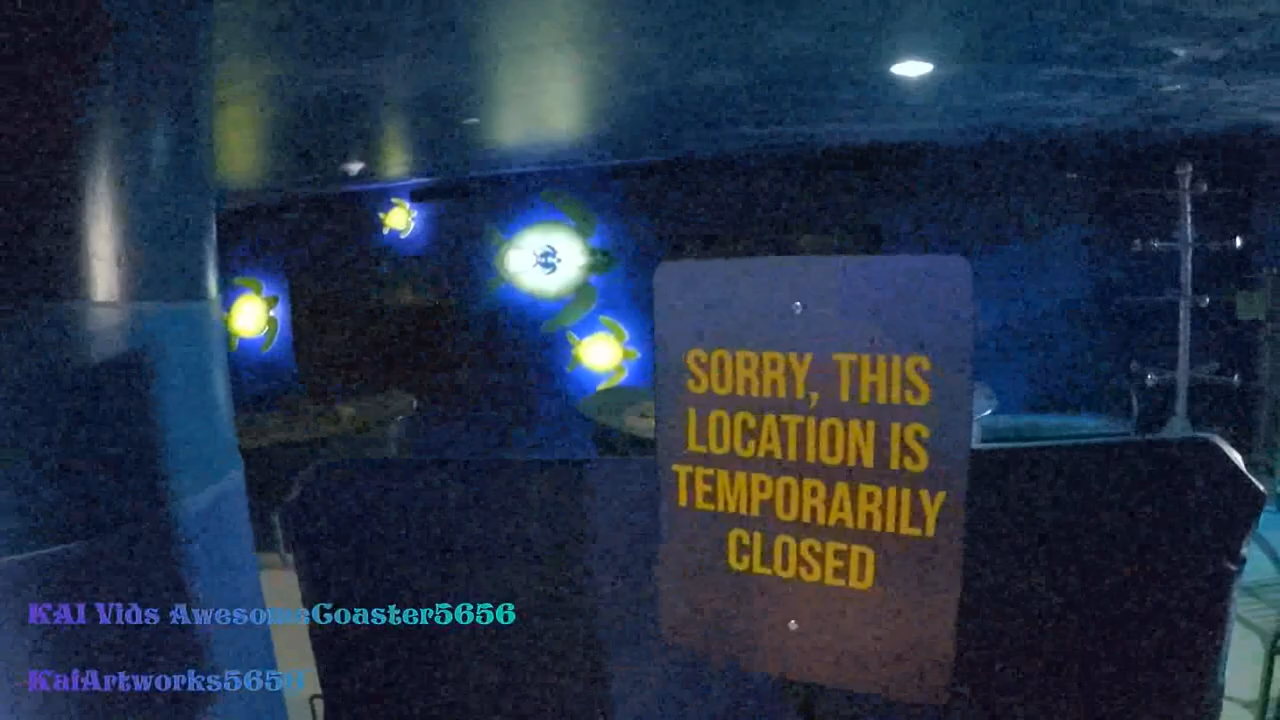 SORRY, THIS
LOCATION IS
TEMPORARILY
CLOSED
KAI Vids AwesomeCoaster5656
KaiArtworks5656